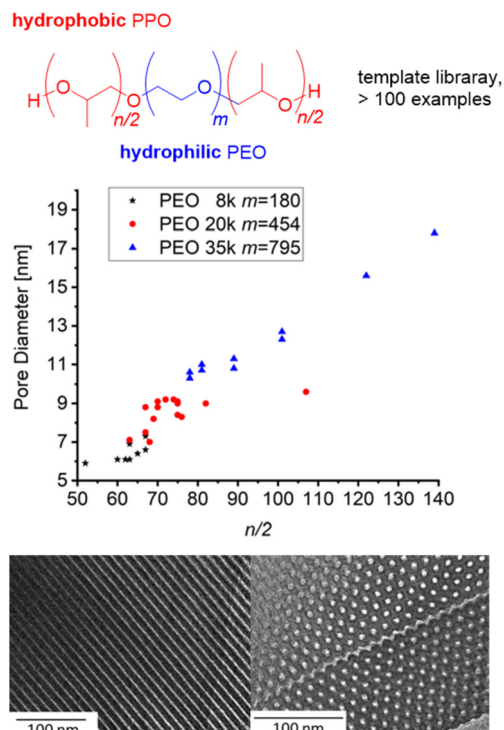 hydrophobic PPO
H O n/2 O O m O H n/2
template libraray,
> 100 examples
hydrophilic PEO
PEO 8k m=180
PEO 20k m=454
PEO 35k m=795
Pore Diameter [nm]
19
17
15
13
11
9
7
5
50 60 70 80 90 100 110 120 130 140
n/2
100 nm 100 nm